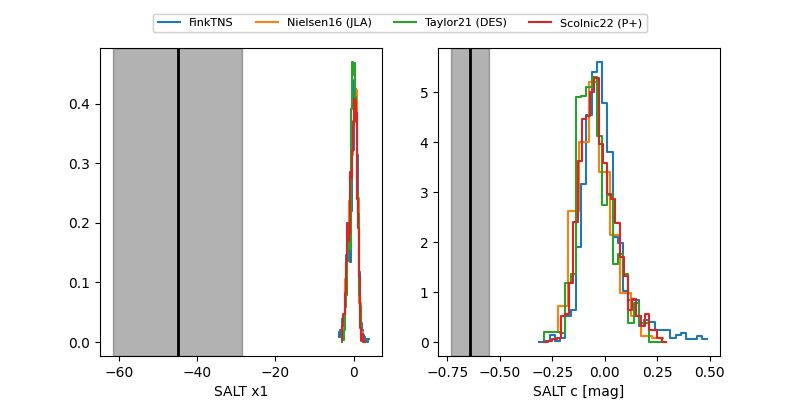 FinkTNS Nielsen16 (JLA) Taylor21 (DES) Scolnic22 (P+)
0.4
0.3
0.2
0.1
0.0
−60 −40 −20 0
SALT x1
5
4
3
2
1
0
−0.75 −0.50 −0.25 0.00 0.25 0.50
SALT c [mag]